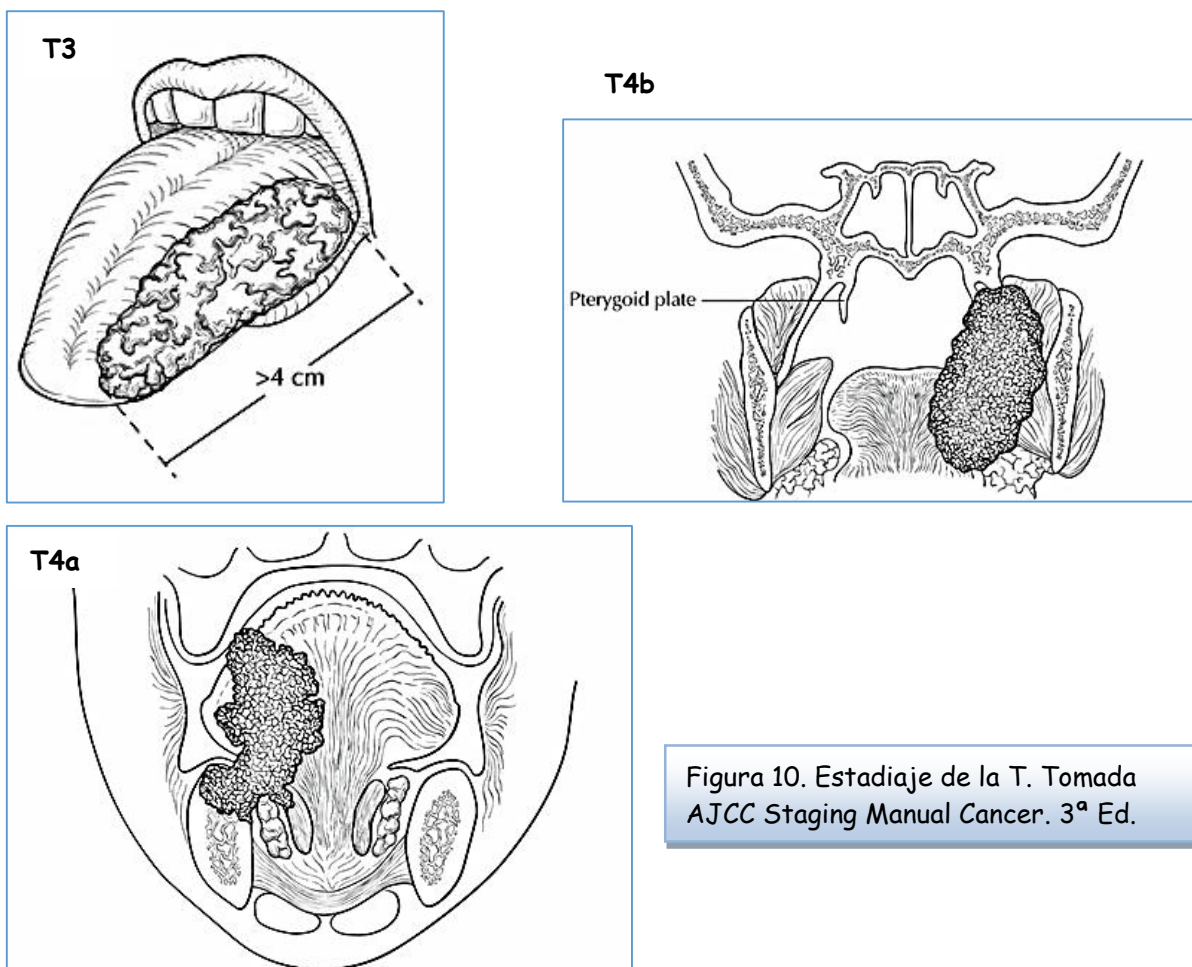 T3
>4 cm
T4b
Pterygoid plate
T4a
Figura 10. Estadiaje de la T. Tomada
AJCC Staging Manual Cancer. 3ª Ed.